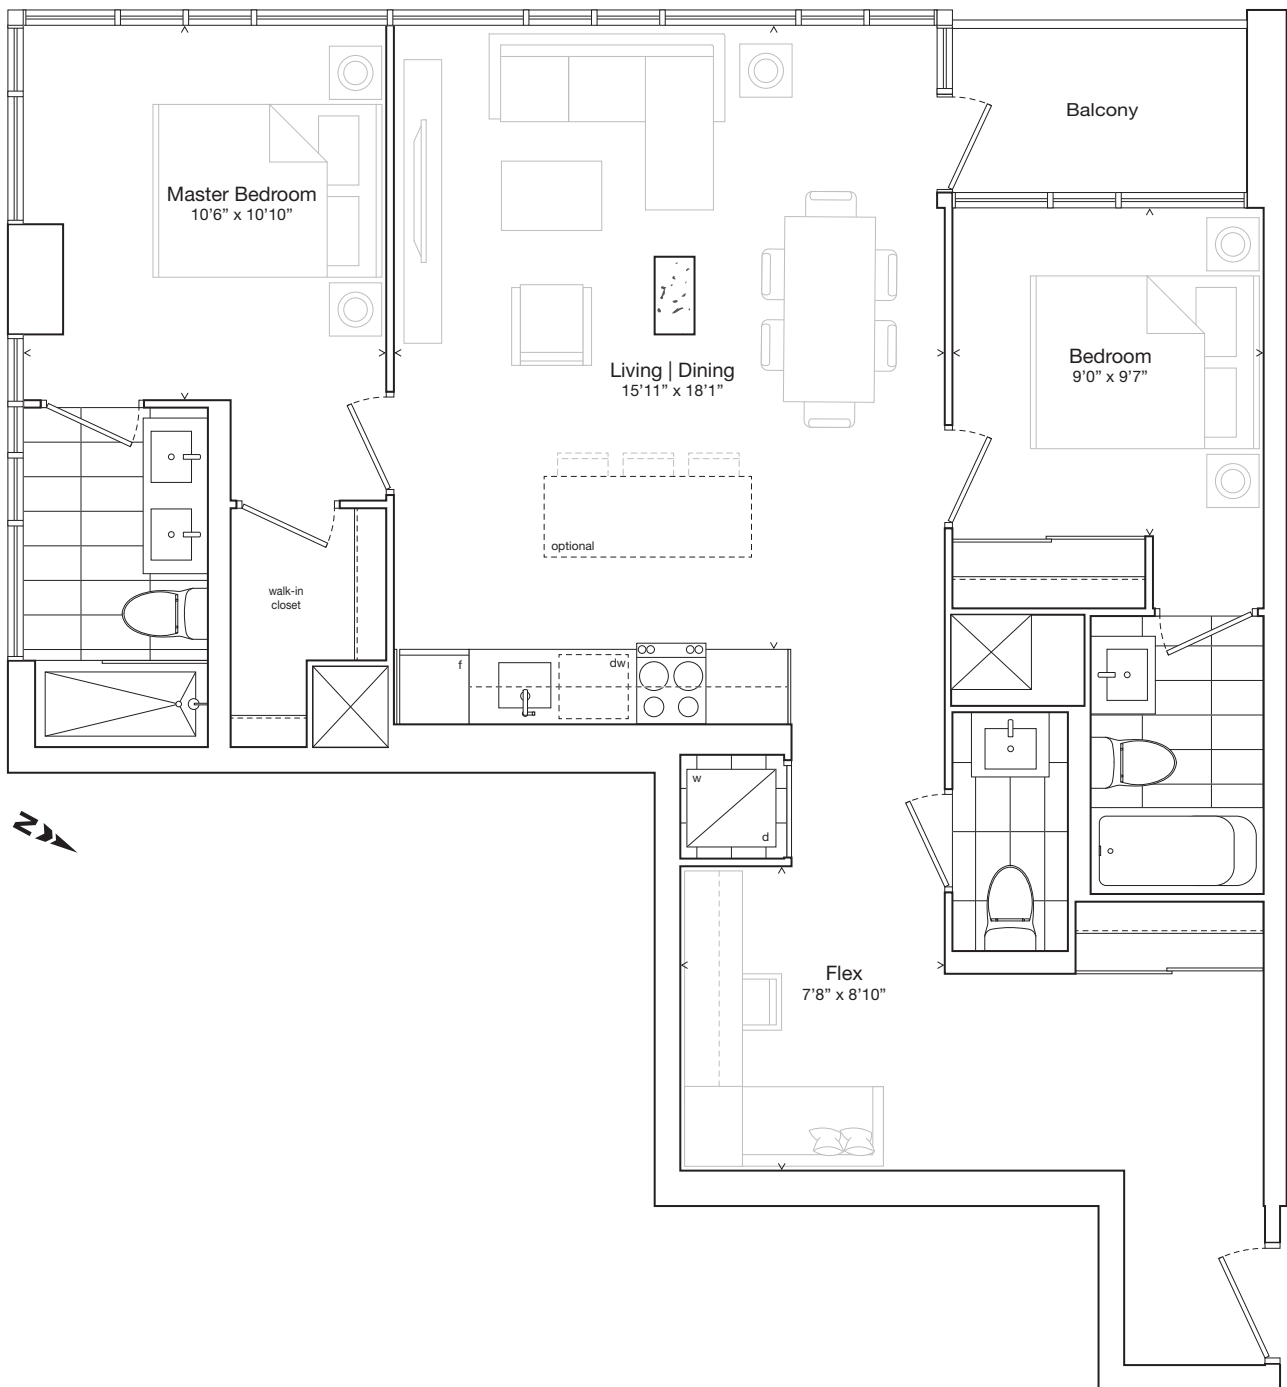 Balcony
Master Bedroom
10'6” x 10'10”
Living | Dining
15'11” x 18'1”
Bedroom
9'0” x 9'7”
optional
walk-in
closet
f
dw
w
d
N
Flex
7'8” x 8'10”